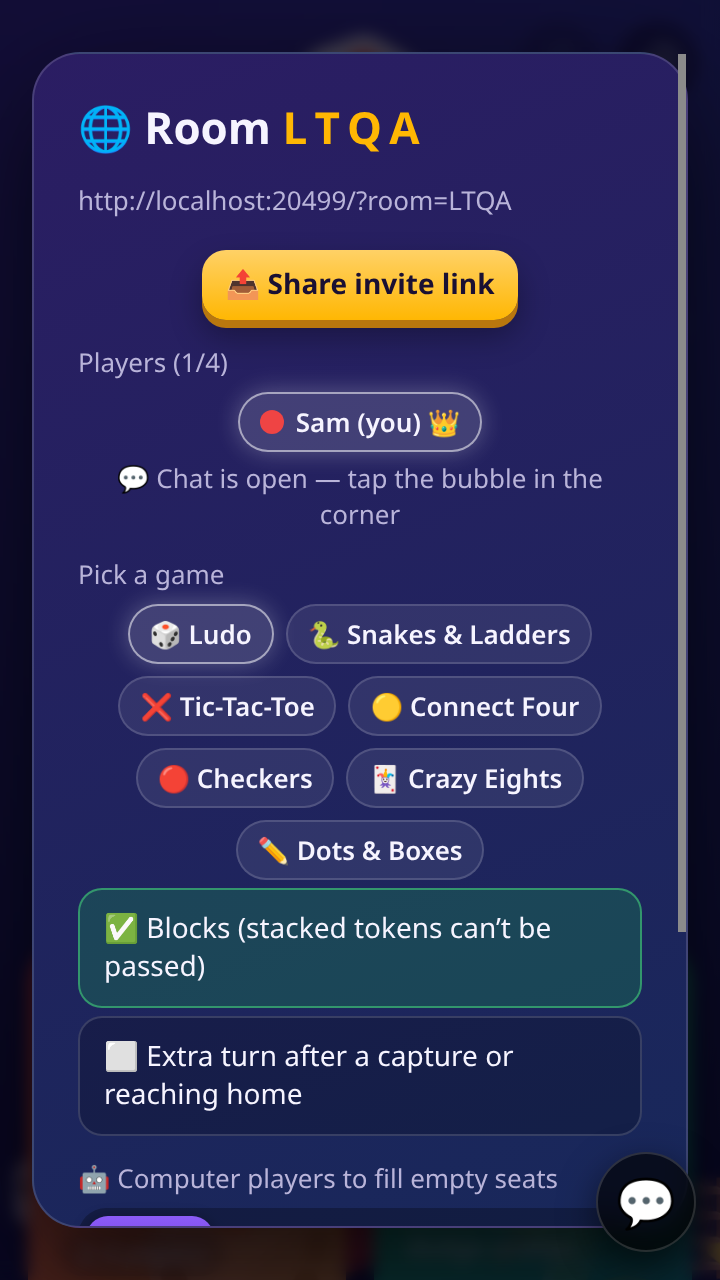 🌐 Room LTQA
http://localhost:20499/?room=LTQA
📤 Share invite link
Players (1/4)
Sam (you) 👑
💬 Chat is open — tap the bubble in the
corner
Pick a game
🎲 Ludo
🐍 Snakes & Ladders
❌ Tic-Tac-Toe
🟡 Connect Four
🔴 Checkers
🃏 Crazy Eights
✏️ Dots & Boxes
✅ Blocks (stacked tokens can’t be
passed)
⬜ Extra turn after a capture or
reaching home
🤖 Computer players to fill empty seats
💬